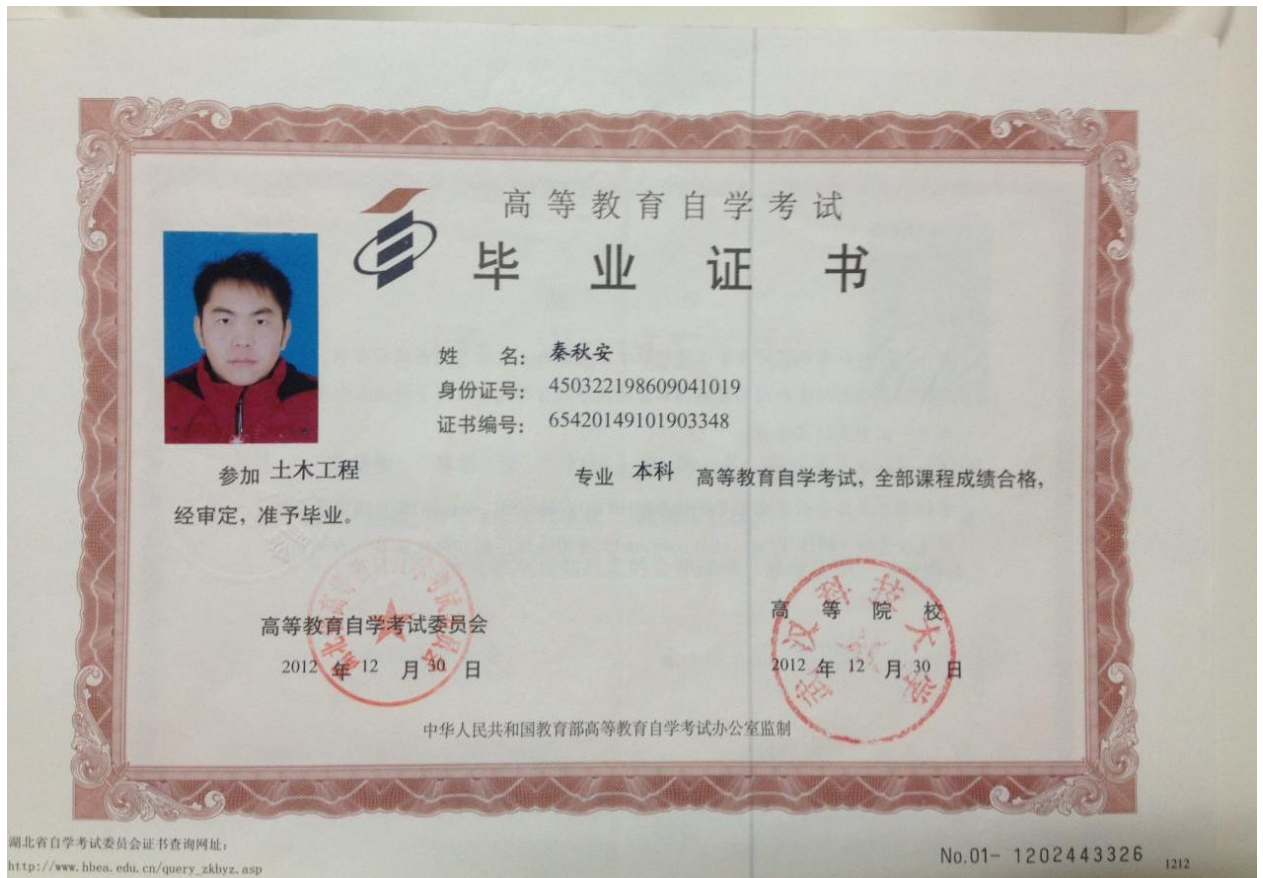 高等教育自学考试
毕业证书
姓 名: 秦秋安
身份证号: 450322198609041019
证书编号: 65420149101903348
参加 土木工程 专业 本科 高等教育自学考试, 全部课程成绩合格,
经审定, 准予毕业。
高等教育自学考试委员会
2012 年 12 月 30 日
高 等 院 校
武汉科技大学
2012 年 12 月 30 日
中华人民共和国教育部高等教育自学考试办公室监制
湖北省自学考试委员会证书查询网址:
http://www.hbea.edu.cn/query_zkbyz.asp
No.01- 1202443326
1212